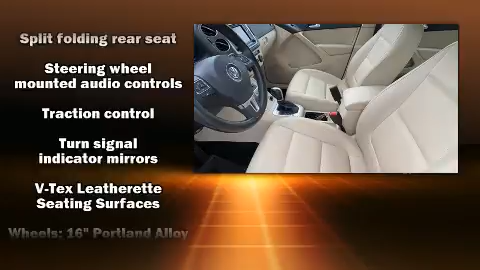 Split folding rear seat
Steering wheel
mounted audio controls
Traction control
Turn signal
indicator mirrors
V-Tex Leatherette
Seating Surfaces
Wheels: 16" Portland Alloy